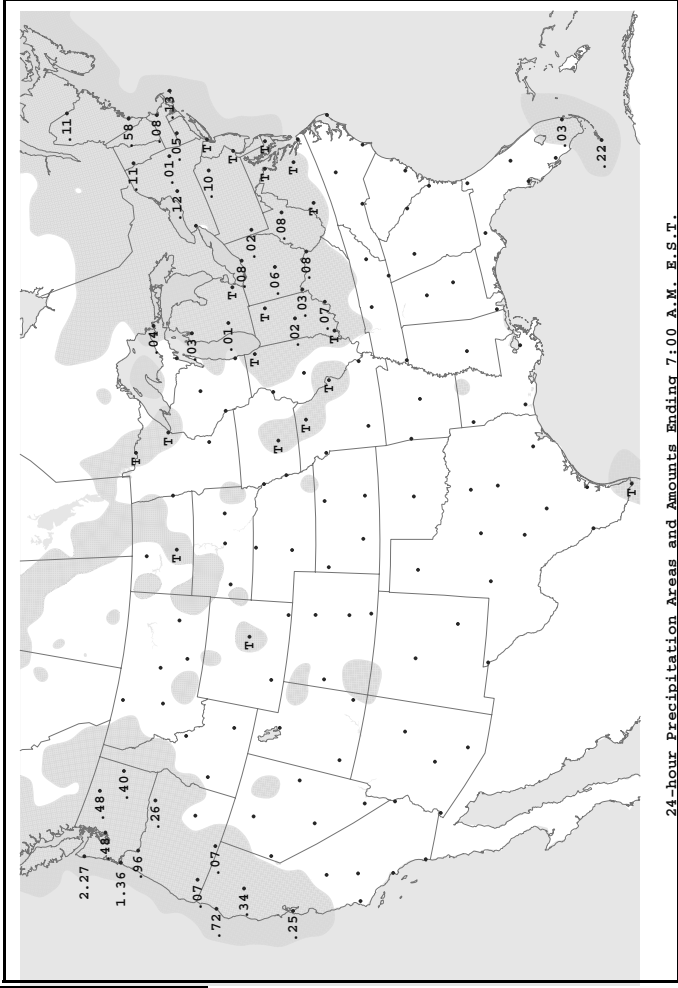 .11
2.27
.48
.48
1.36
.40
.58
.11
T
.96
.04
.26
.08
T
.01
.13
T
.12
.05
.03
.07
T
.10
.72
.07
.01
T
T
.34
.08
T
.02
T
T
T
T
.06
T
.08
.25
.02
T
.03
T
.08
T
.07
T
T
.03
.22
T
24-hour Precipitation Areas and Amounts Ending 7:00 A.M. E.S.T.